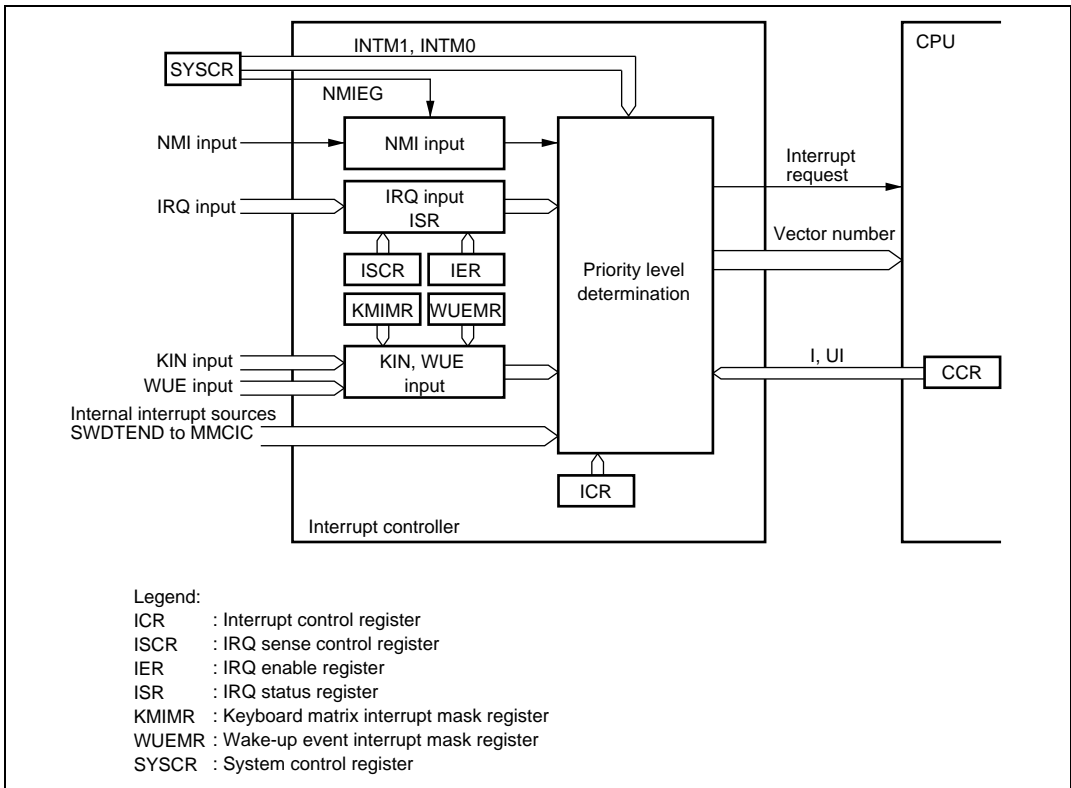 INTM1, INTM0
CPU
SYSCR
NMIEG
NMI input
NMI input
Interrupt
request
IRQ input
IRQ input
ISR
Vector number
ISCR
IER
Priority level
determination
KMIMR
WUEMR
KIN input
WUE input
KIN, WUE
input
I, UI
CCR
Internal interrupt sources
SWDTEND to MMCIC
ICR
Interrupt controller
Legend:
ICR : Interrupt control register
ISCR : IRQ sense control register
IER : IRQ enable register
ISR : IRQ status register
KMIMR : Keyboard matrix interrupt mask register
WUEMR : Wake-up event interrupt mask register
SYSCR : System control register